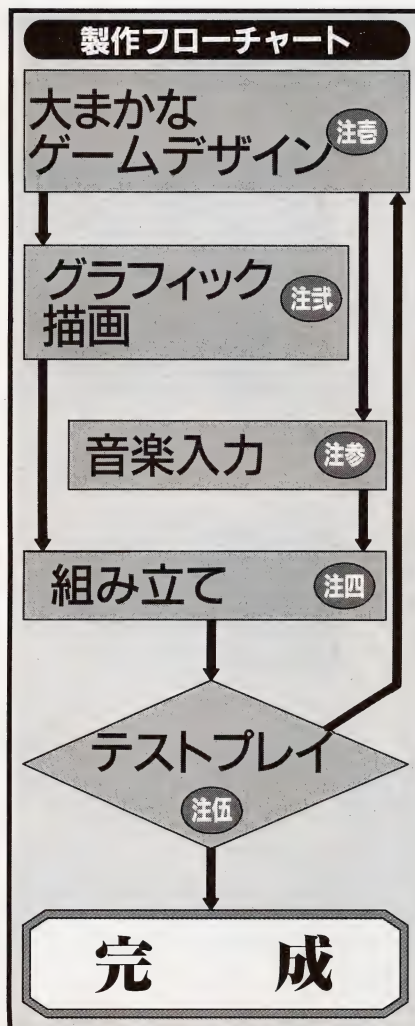 製作フローチャート
大まかな
ゲームデザイン 注壱
グラフィック
描画 注弐
音楽入力 注参
組み立て 注四
テストプレイ
注伍
完 成